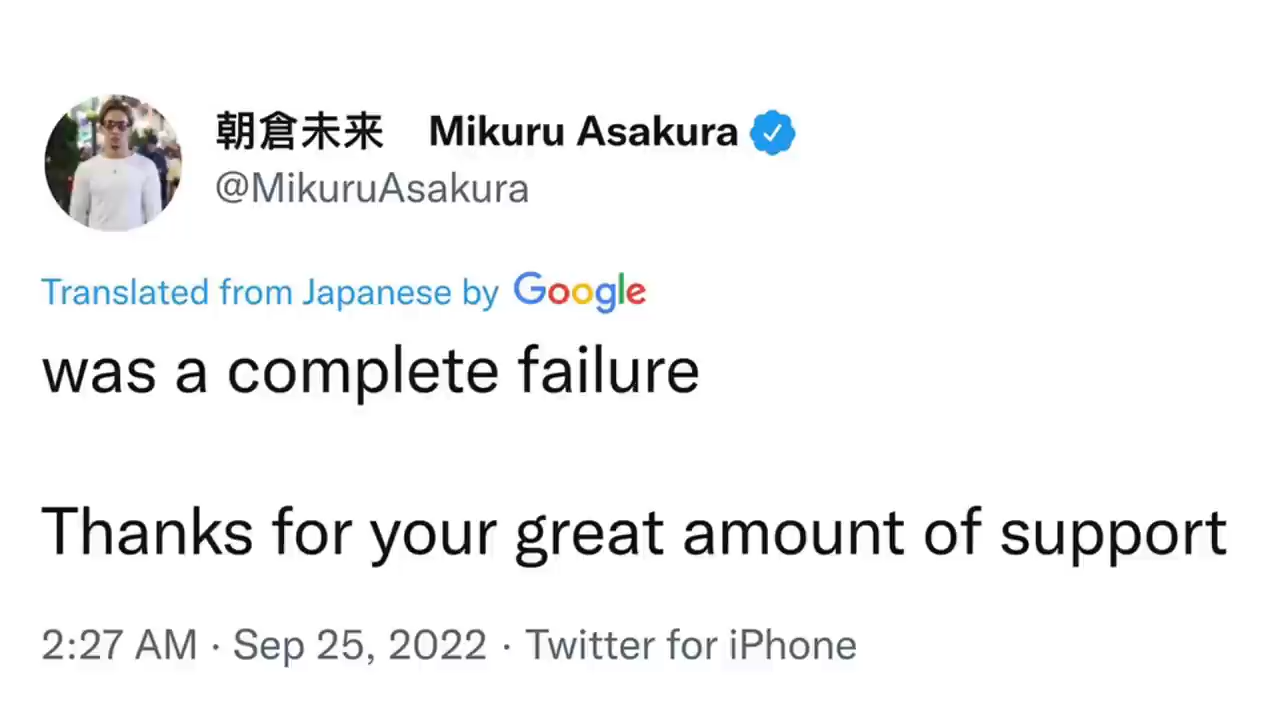 朝倉未来　Mikuru Asakura
@MikuruAsakura
Translated from Japanese by Google
was a complete failure
Thanks for your great amount of support
2:27 AM · Sep 25, 2022 · Twitter for iPhone